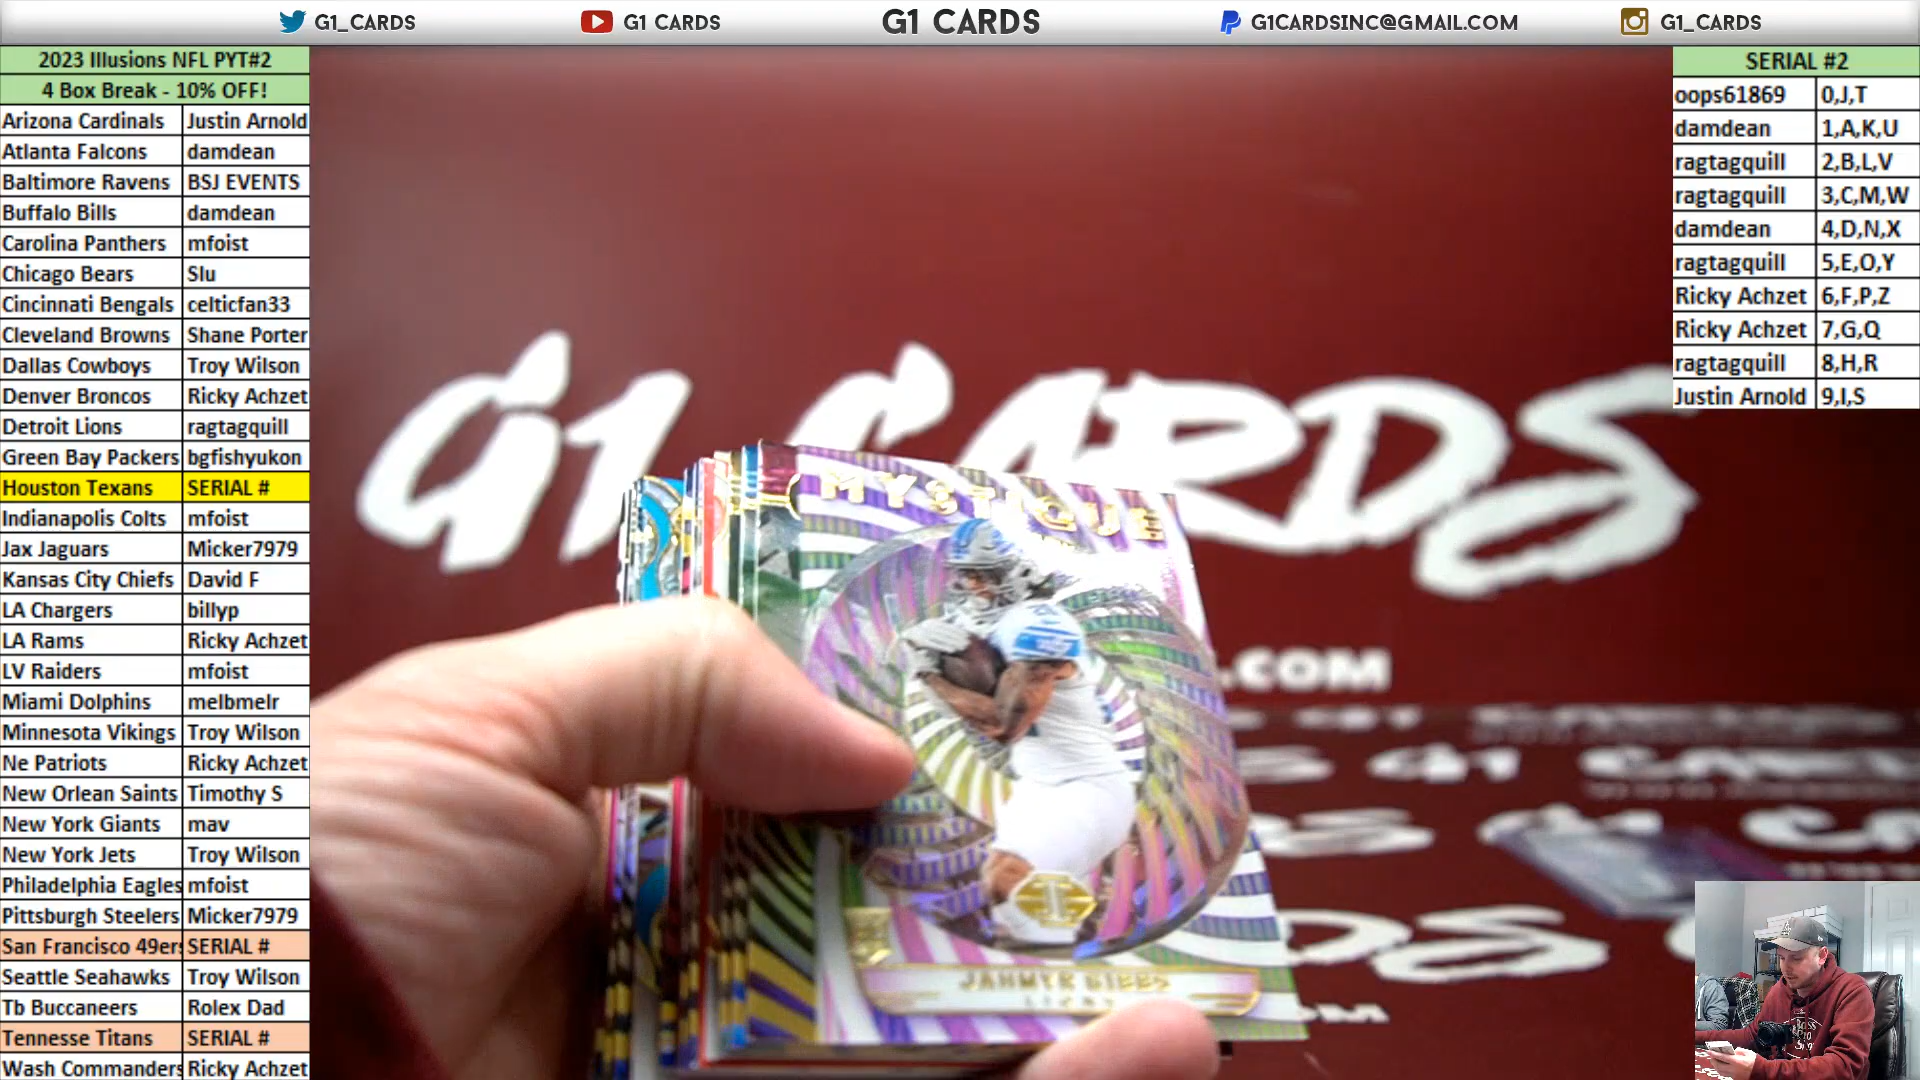 G1_CARDS
G1 CARDS
G1 CARDS
G1CARDSINC@GMAIL.COM
G1_CARDS
2023 Illusions NFL PYT#2
4 Box Break - 10% OFF!
Arizona Cardinals Justin Arnold
Atlanta Falcons damdean
Baltimore Ravens BSJ EVENTS
Buffalo Bills damdean
Carolina Panthers mfoist
Chicago Bears Slu
Cincinnati Bengals celticfan33
Cleveland Browns Shane Porter
Dallas Cowboys Troy Wilson
Denver Broncos Ricky Achzet
Detroit Lions ragtagquill
Green Bay Packers bgfishyukon
Houston Texans SERIAL #
Indianapolis Colts mfoist
Jax Jaguars Micker7979
Kansas City Chiefs David F
LA Chargers billyp
LA Rams Ricky Achzet
LV Raiders mfoist
Miami Dolphins melbmelr
Minnesota Vikings Troy Wilson
Ne Patriots Ricky Achzet
New Orlean Saints Timothy S
New York Giants mav
New York Jets Troy Wilson
Philadelphia Eagles mfoist
Pittsburgh Steelers Micker7979
San Francisco 49ers SERIAL #
Seattle Seahawks Troy Wilson
Tb Buccaneers Rolex Dad
Tennesse Titans SERIAL #
Wash Commanders Ricky Achzet
SERIAL #2
oops61869 0,J,T
damdean 1,A,K,U
ragtagquill 2,B,L,V
ragtagquill 3,C,M,W
damdean 4,D,N,X
ragtagquill 5,E,O,Y
Ricky Achzet 6,F,P,Z
Ricky Achzet 7,G,Q
ragtagquill 8,H,R
Justin Arnold 9,I,S
G1 CARDS
.COM
MYSTIQUE
JAHMYR GIBBS
LIONS